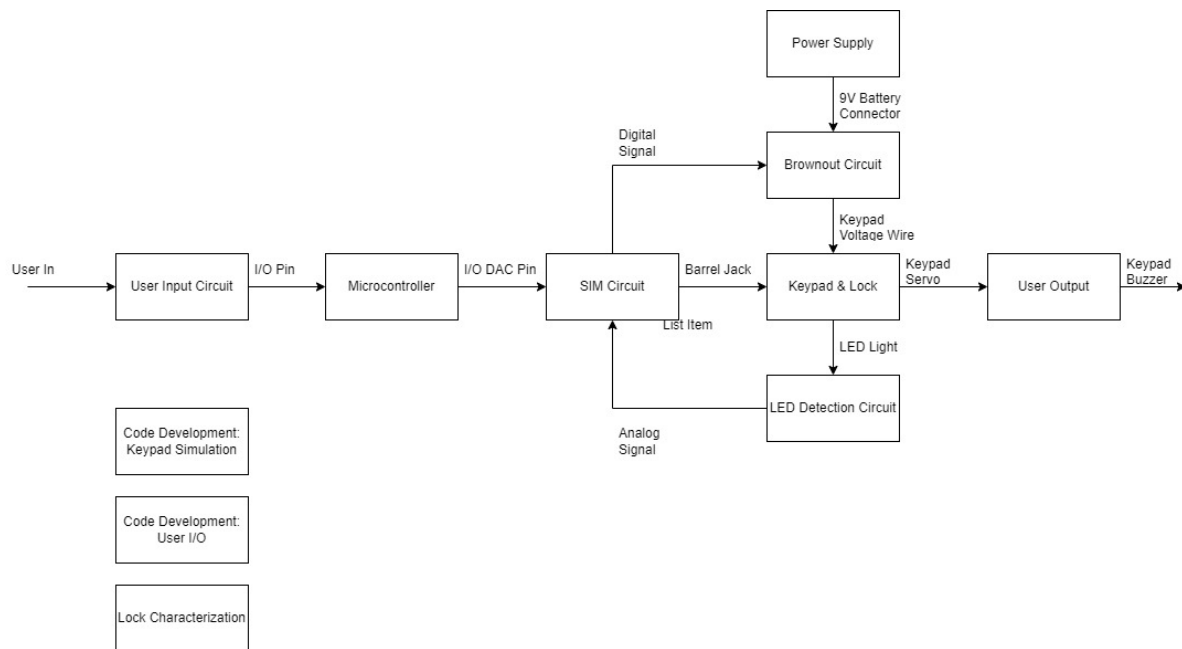 Power Supply
9V Battery
Connector
Digital
Signal
Brownout Circuit
Keypad
Voltage Wire
User In
User Input Circuit
I/O Pin
Microcontroller
I/O DAC Pin
SIM Circuit
Barrel Jack
Keypad & Lock
Keypad
Servo
User Output
Keypad
Buzzer
List Item
LED Light
LED Detection Circuit
Analog
Signal
Code Development:
Keypad Simulation
Code Development:
User I/O
Lock Characterization